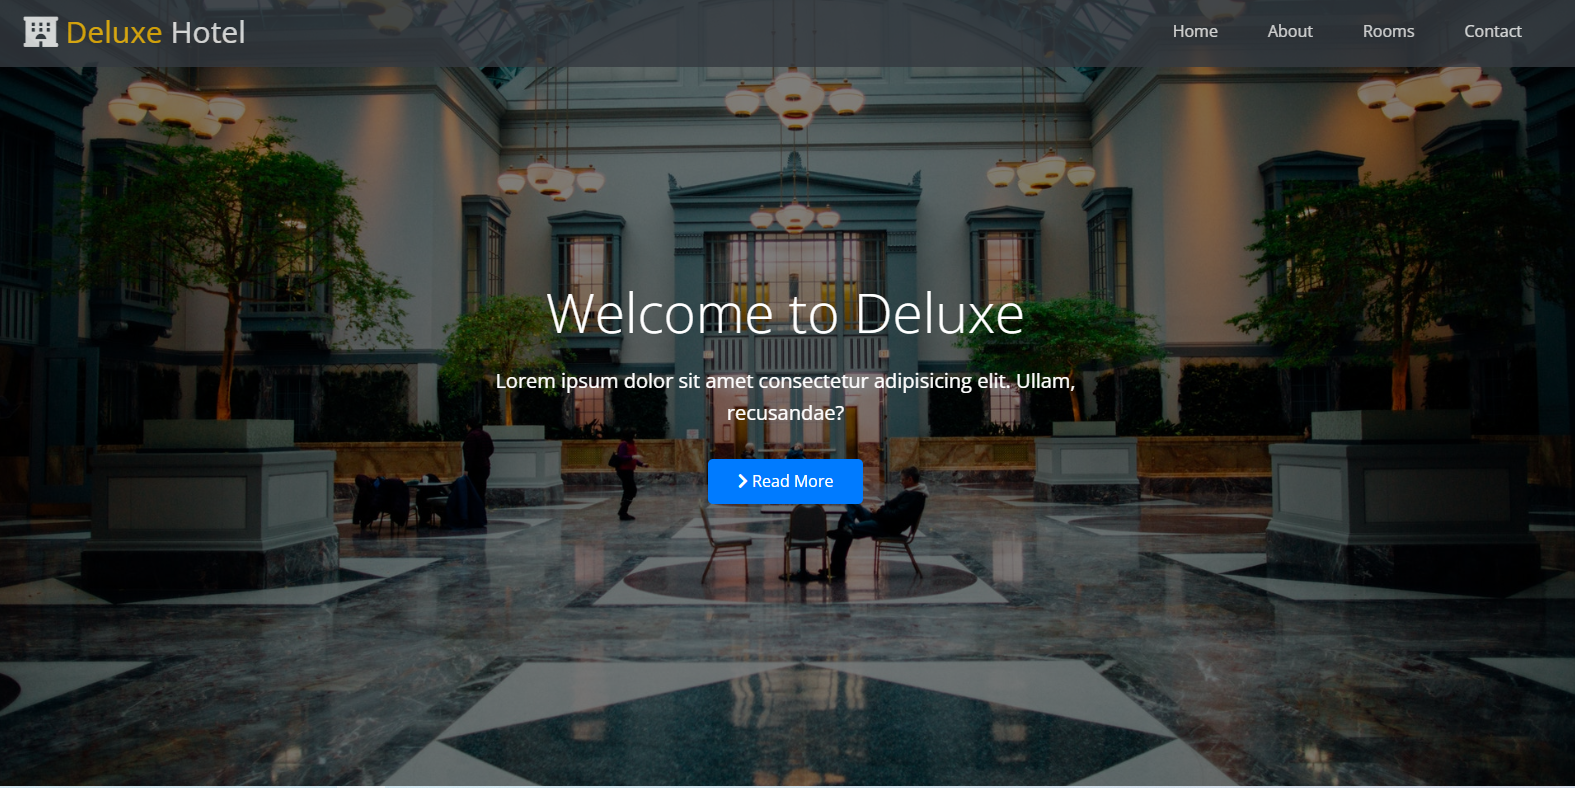 Deluxe Hotel
Home
About
Rooms
Contact
Welcome to Deluxe
Lorem ipsum dolor sit amet consectetur adipisicing elit. Ullam,
recusandae?
Read More